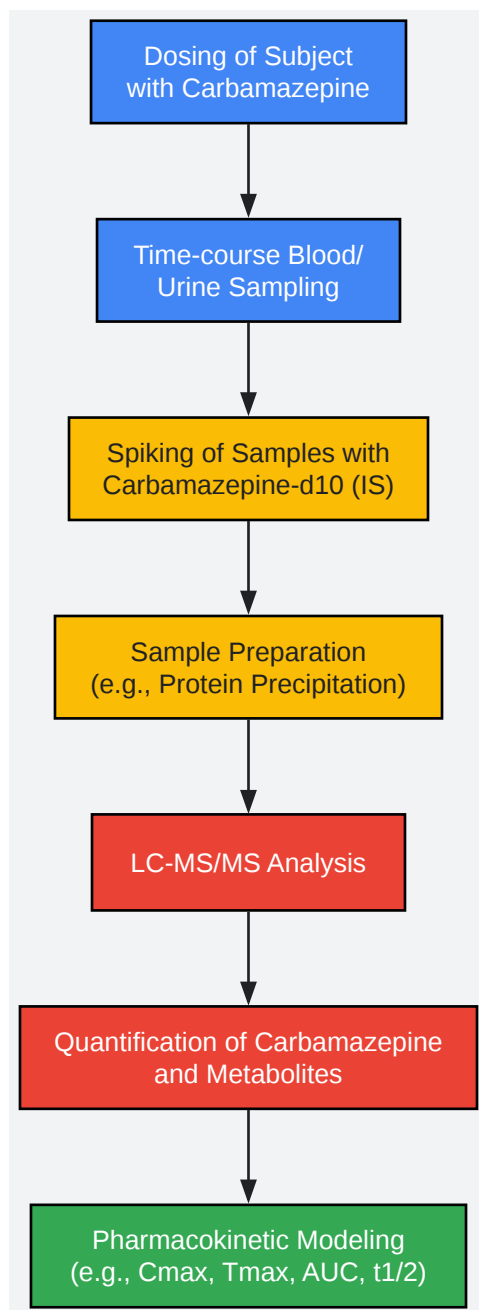 Dosing of Subject
with Carbamazepine
Time-course Blood/
Urine Sampling
Spiking of Samples with
Carbamazepine-d10 (IS)
Sample Preparation
(e.g., Protein Precipitation)
LC-MS/MS Analysis
Quantification of Carbamazepine
and Metabolites
Pharmacokinetic Modeling
(e.g., Cmax, Tmax, AUC, t1/2)